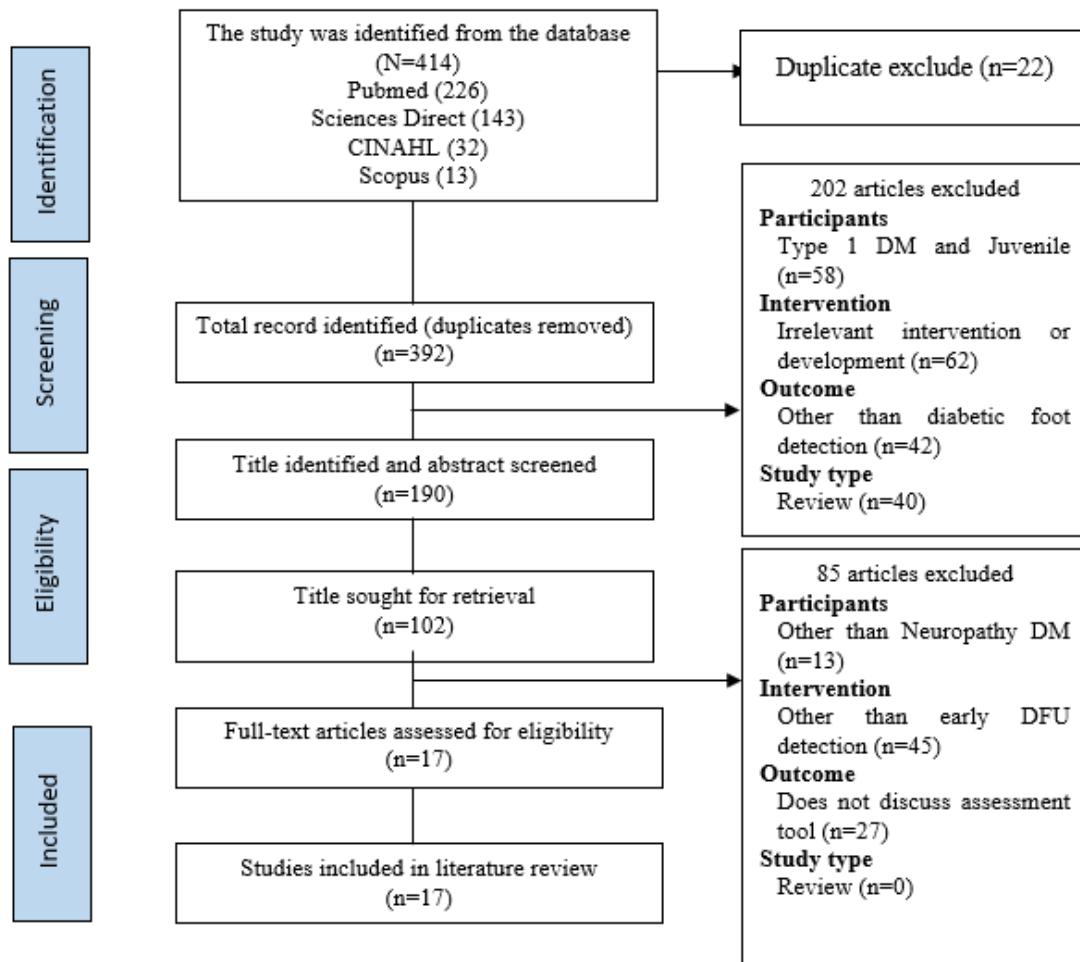 Identification
The study was identified from the database
(N=414)
Pubmed (226)
Sciences Direct (143)
CINAHL (32)
Scopus (13)
Duplicate exclude (n=22)
Screening
Total record identified (duplicates removed)
(n=392)
202 articles excluded
Participants
Type 1 DM and Juvenile
(n=58)
Intervention
Irrelevant intervention or
development (n=62)
Outcome
Other than diabetic foot
detection (n=42)
Study type
Review (n=40)
Title identified and abstract screened
(n=190)
Eligibility
Title sought for retrieval
(n=102)
85 articles excluded
Participants
Other than Neuropathy DM
(n=13)
Intervention
Other than early DFU
detection (n=45)
Outcome
Does not discuss assessment
tool (n=27)
Study type
Review (n=0)
Full-text articles assessed for eligibility
(n=17)
Included
Studies included in literature review
(n=17)